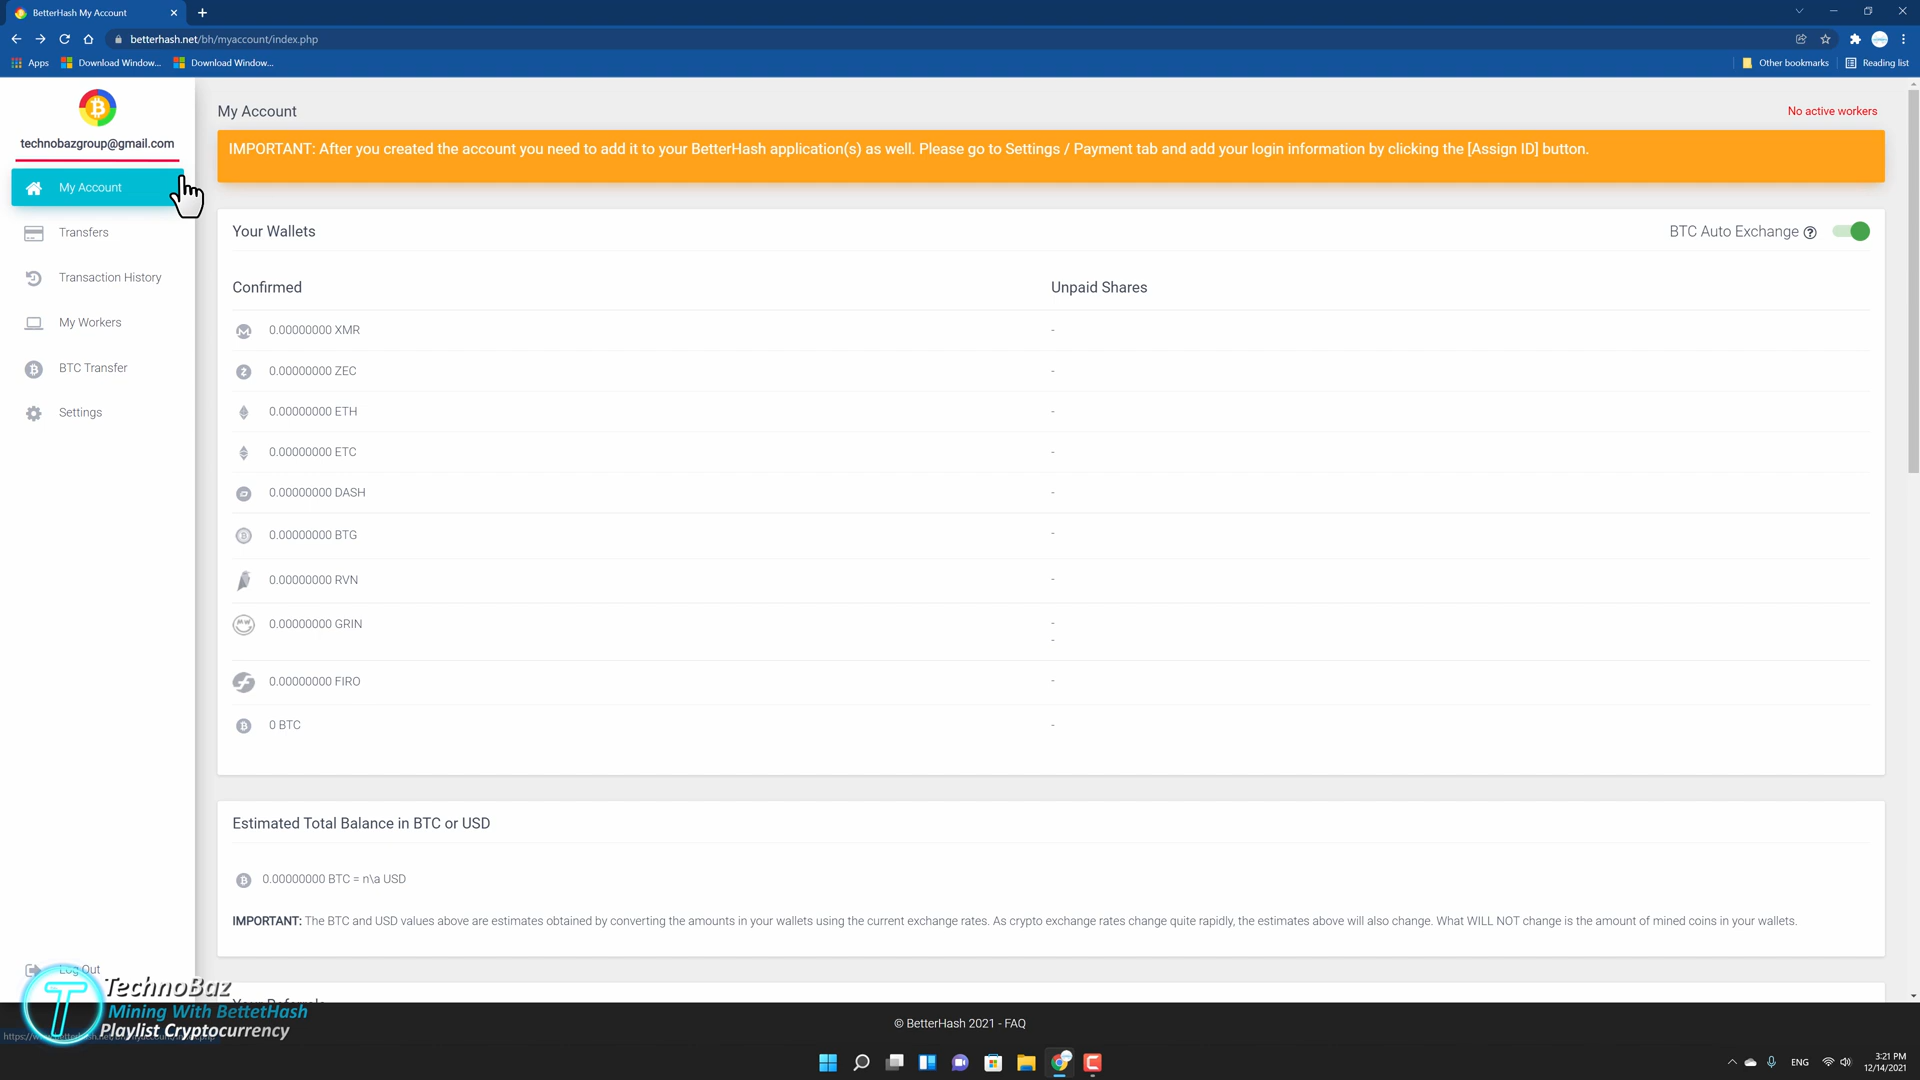 BetterHash My Account
betterhash.net/bh/myaccount/index.php
Apps
Download Window...
Download Window...
Other bookmarks
Reading list
technobazgroup@gmail.com
My Account
Transfers
Transaction History
My Workers
BTC Transfer
Settings
Log Out
My Account
No active workers
IMPORTANT: After you created the account you need to add it to your BetterHash application(s) as well. Please go to Settings / Payment tab and add your login information by clicking the [Assign ID] button.
Your Wallets
BTC Auto Exchange
Confirmed
Unpaid Shares
0.00000000 XMR
-
0.00000000 ZEC
-
0.00000000 ETH
-
0.00000000 ETC
-
0.00000000 DASH
-
0.00000000 BTG
-
0.00000000 RVN
-
0.00000000 GRIN
-
-
0.00000000 FIRO
-
0 BTC
-
Estimated Total Balance in BTC or USD
0.00000000 BTC = n\a USD
IMPORTANT: The BTC and USD values above are estimates obtained by converting the amounts in your wallets using the current exchange rates. As crypto exchange rates change quite rapidly, the estimates above will also change. What WILL NOT change is the amount of mined coins in your wallets.
Your Referrals
TechnoBaz
Mining With BettetHash
Playlist Cryptocurrency
© BetterHash 2021 - FAQ
ENG
3:21 PM
12/14/2021